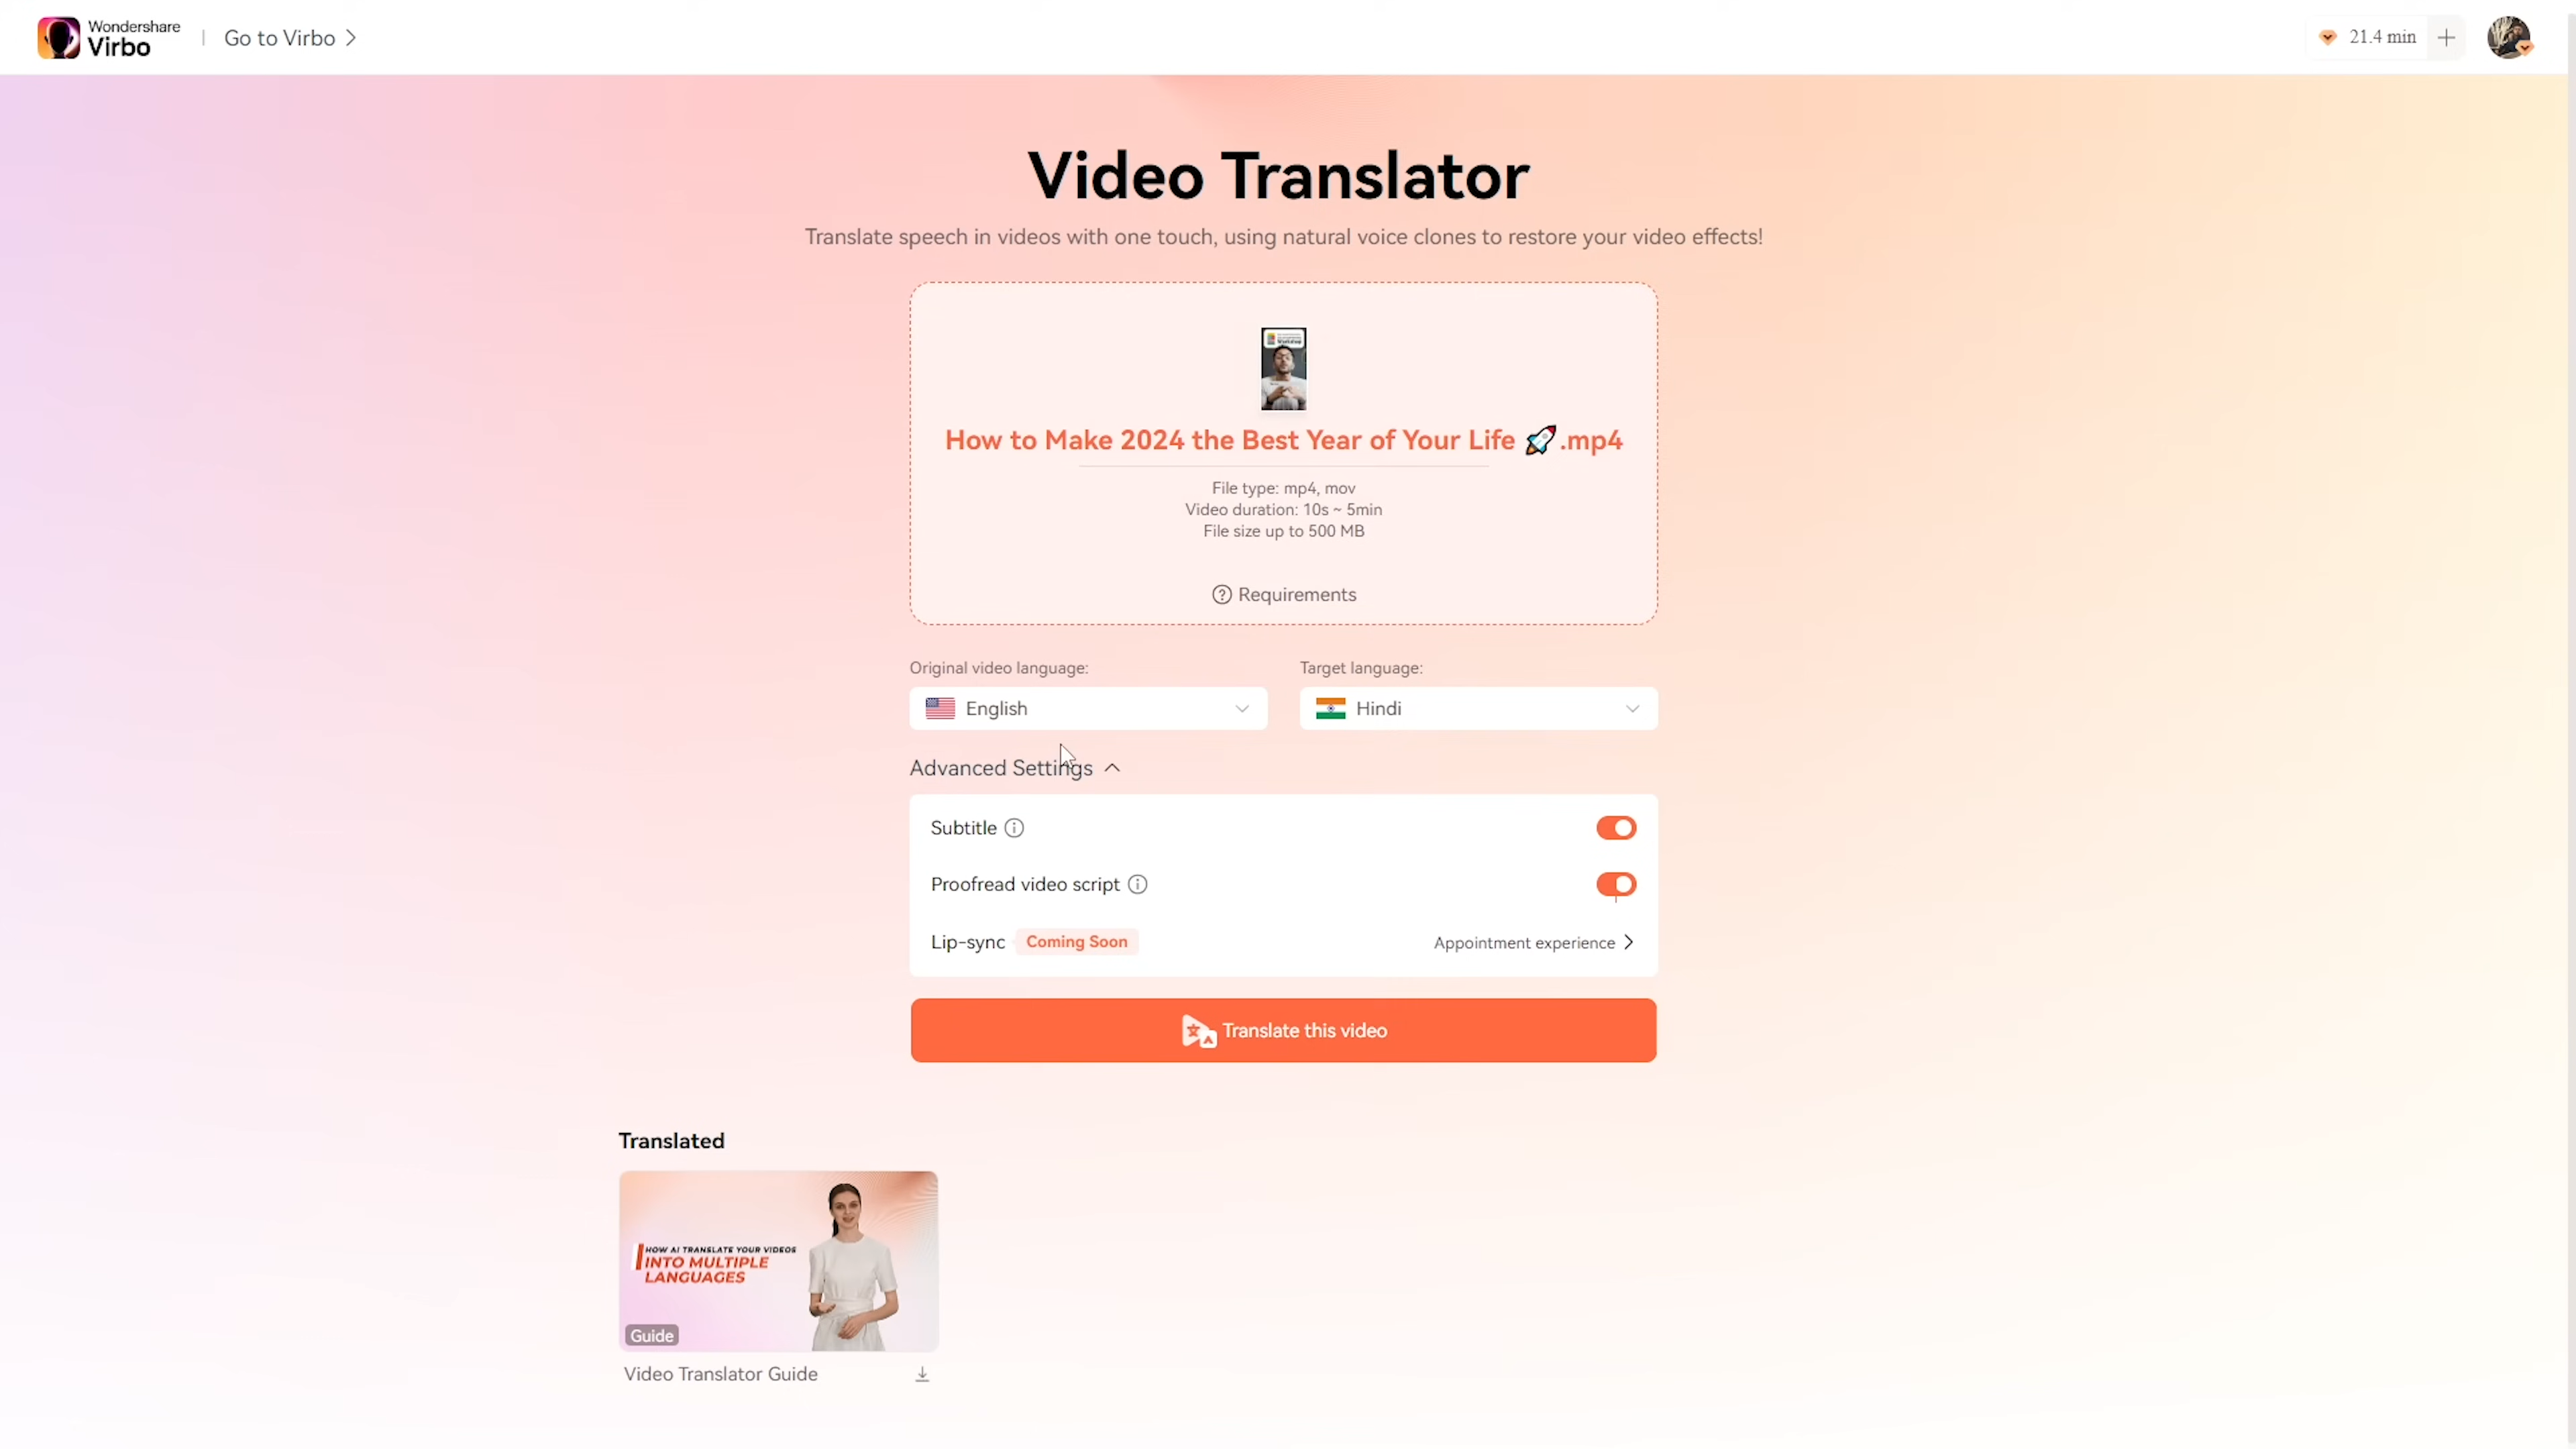 Wondershare
Virbo
Go to Virbo
21.4 min
Video Translator
Translate speech in videos with one touch, using natural voice clones to restore your video effects!
How to Make 2024 the Best Year of Your Life 🚀.mp4
File type: mp4, mov
Video duration: 10s ~ 5min
File size up to 500 MB
Requirements
Original video language:
Target language:
English
Hindi
Advanced Settings
Subtitle
Proofread video script
Lip-sync Coming Soon
Appointment experience
Translate this video
Translated
HOW AI TRANSLATE YOUR VIDEOS
INTO MULTIPLE
LANGUAGES
Guide
Video Translator Guide